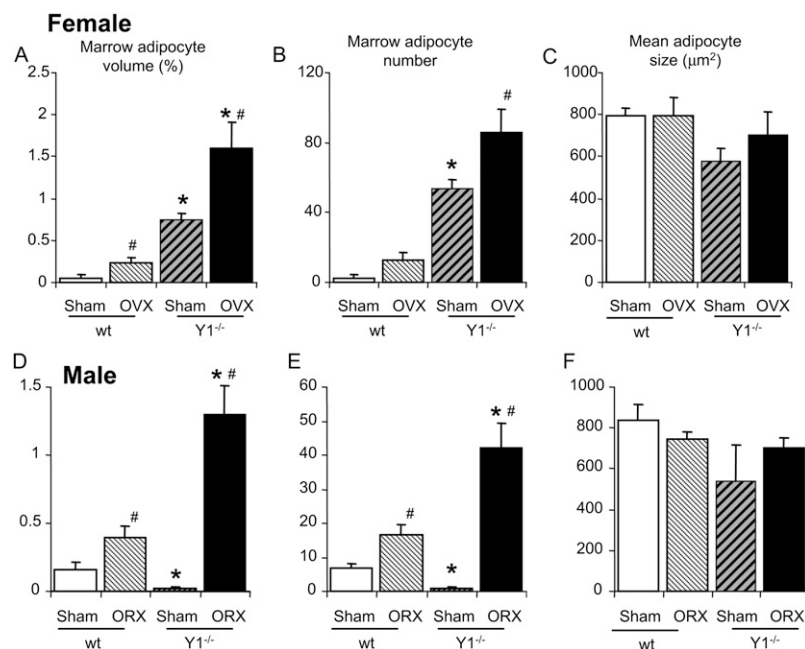 Female
A
Marrow adipocyte
volume (%)
2.5
2
1.5
1
0.5
0
*
#
*
* #
Sham OVX Sham OVX
wt Y1-/-
B
Marrow adipocyte
number
120
80
40
0
*
#
Sham OVX Sham OVX
wt Y1-/-
C
Mean adipocyte
size (µm²)
1000
800
600
400
200
0
Sham OVX Sham OVX
wt Y1-/-
D
Male
1.5
1
0.5
0
#
*
* #
Sham ORX Sham ORX
wt Y1-/-
E
60
50
40
30
20
10
0
#
*
* #
Sham ORX Sham ORX
wt Y1-/-
F
1000
800
600
400
200
0
Sham ORX Sham ORX
wt Y1-/-